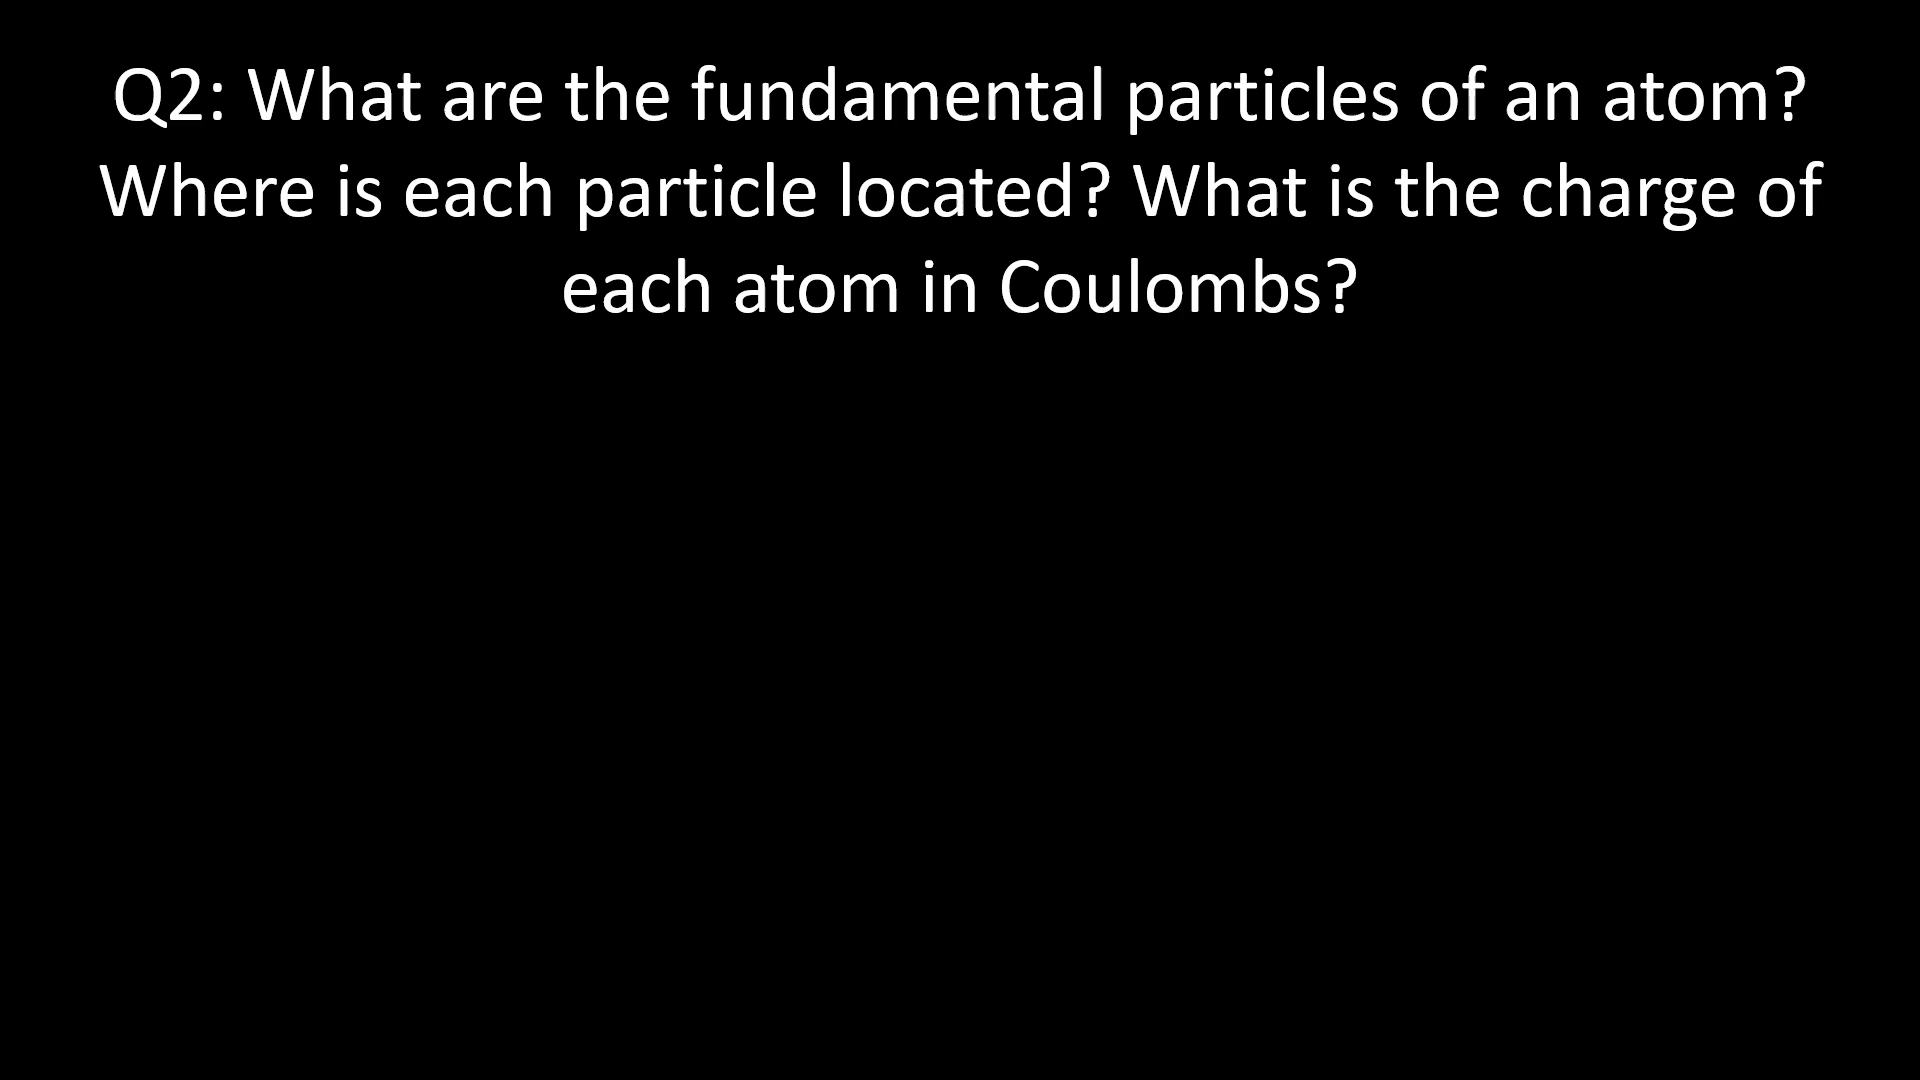 Q2: What are the fundamental particles of an atom?
Where is each particle located? What is the charge of
each atom in Coulombs?